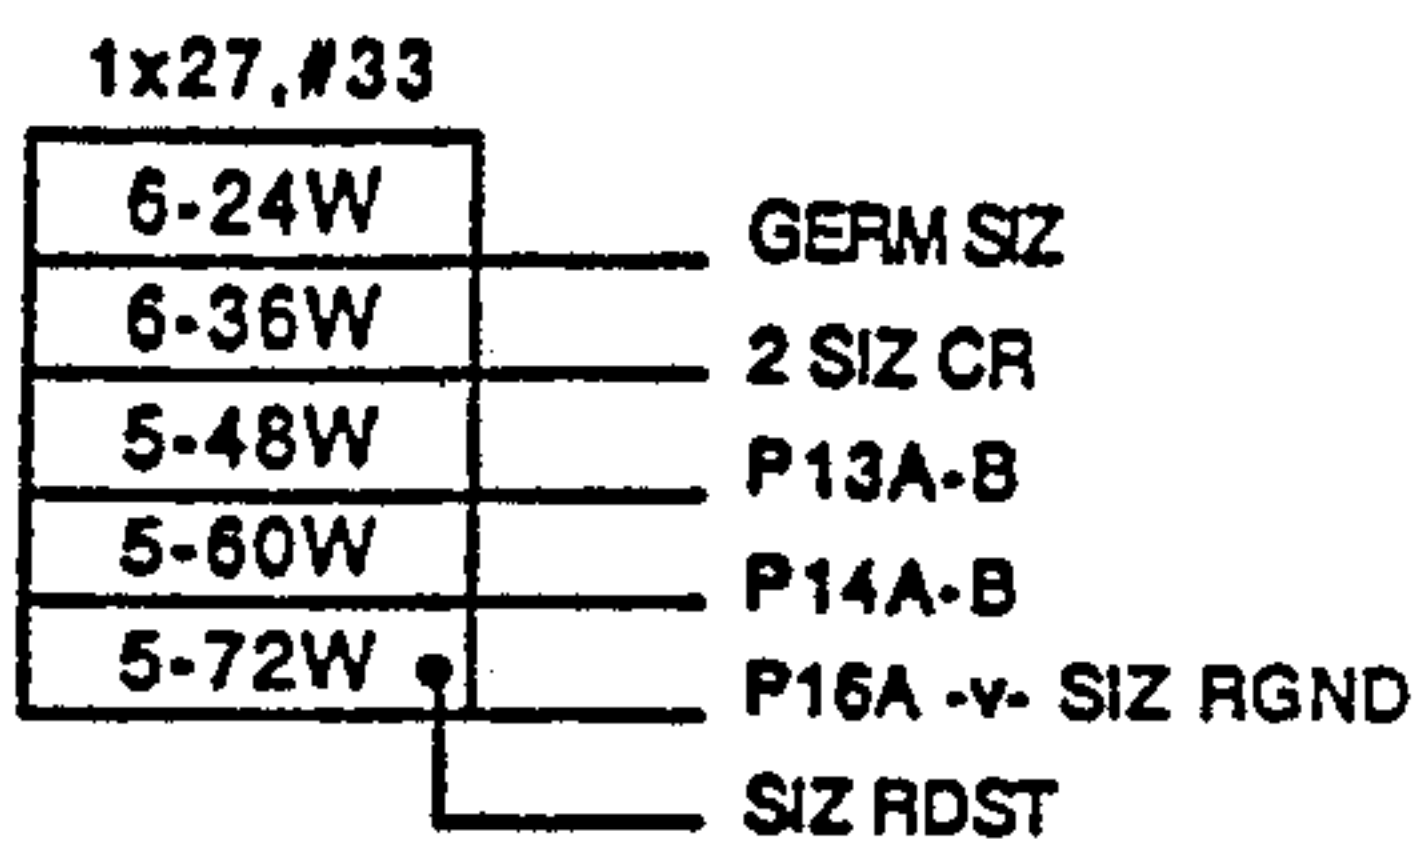 1x27,#33
6-24W
GERM SIZ
6-36W
2 SIZ CR
5-48W
P13A-B
5-60W
P14A-B
5-72W
P16A -v- SIZ RGND
SIZ RDST